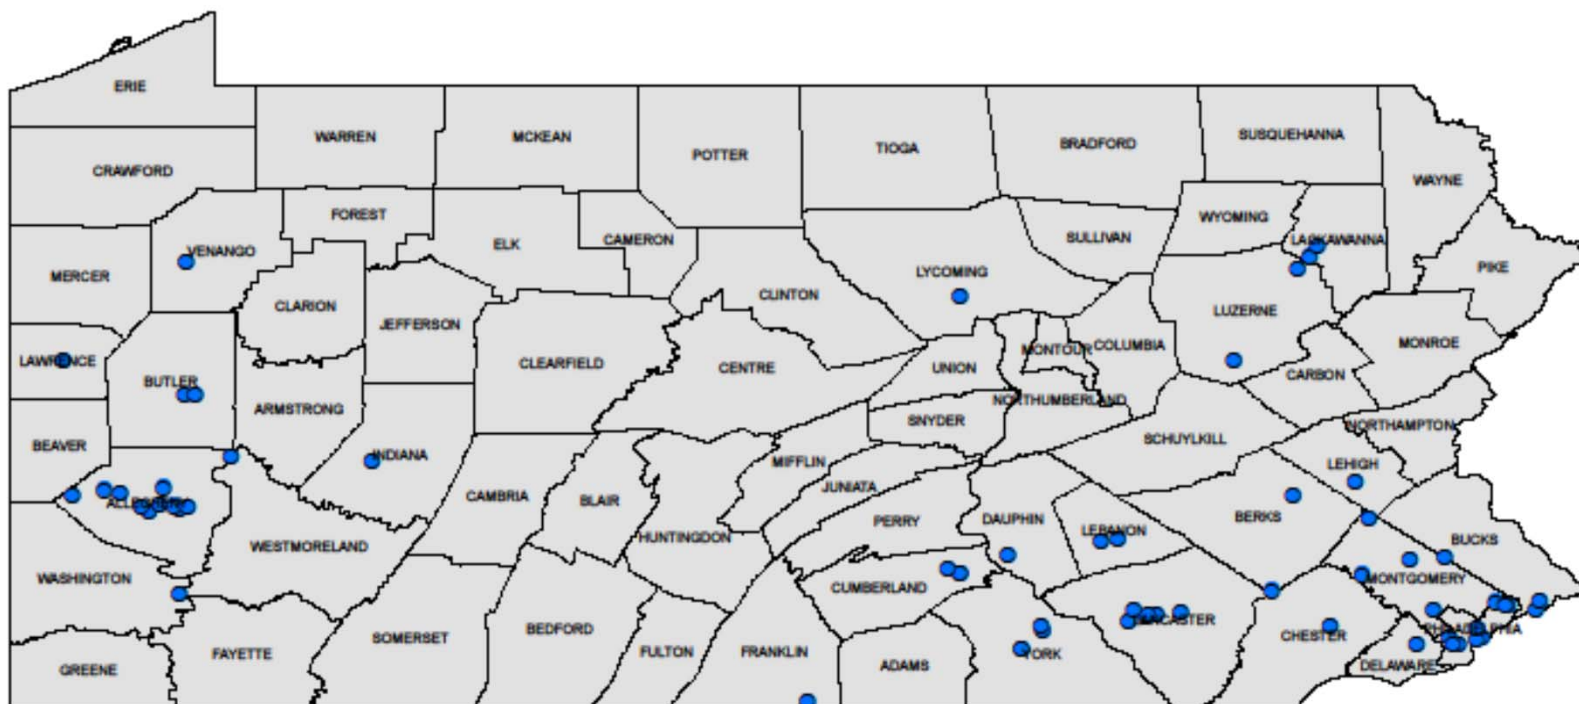 ERIE
WARREN
MCKEAN
POTTER
TIOGA
BRADFORD
SUSQUEHANNA
CRAWFORD
WAYNE
FOREST
WYOMING
VENANGO
ELK
CAMERON
SULLIVAN
LACKAWANNA
MERCER
LYCOMING
PIKE
CLARION
CLINTON
LUZERNE
JEFFERSON
LAWRENCE
CLEARFIELD
CENTRE
UNION
MONTOUR
COLUMBIA
MONROE
BUTLER
CARBON
ARMSTRONG
NORTHUMBERLAND
SNYDER
NORTHAMPTON
BEAVER
SCHUYLKILL
INDIANA
MIFFLIN
LEHIGH
CAMBRIA
BLAIR
JUNIATA
ALLEGHENY
PERRY
DAUPHIN
LEBANON
BERKS
HUNTINGDON
BUCKS
WESTMORELAND
WASHINGTON
CUMBERLAND
MONTGOMERY
LANCASTER
BEDFORD
PHILADELPHIA
CHESTER
SOMERSET
FAYETTE
FULTON
FRANKLIN
YORK
ADAMS
DELAWARE
GREENE